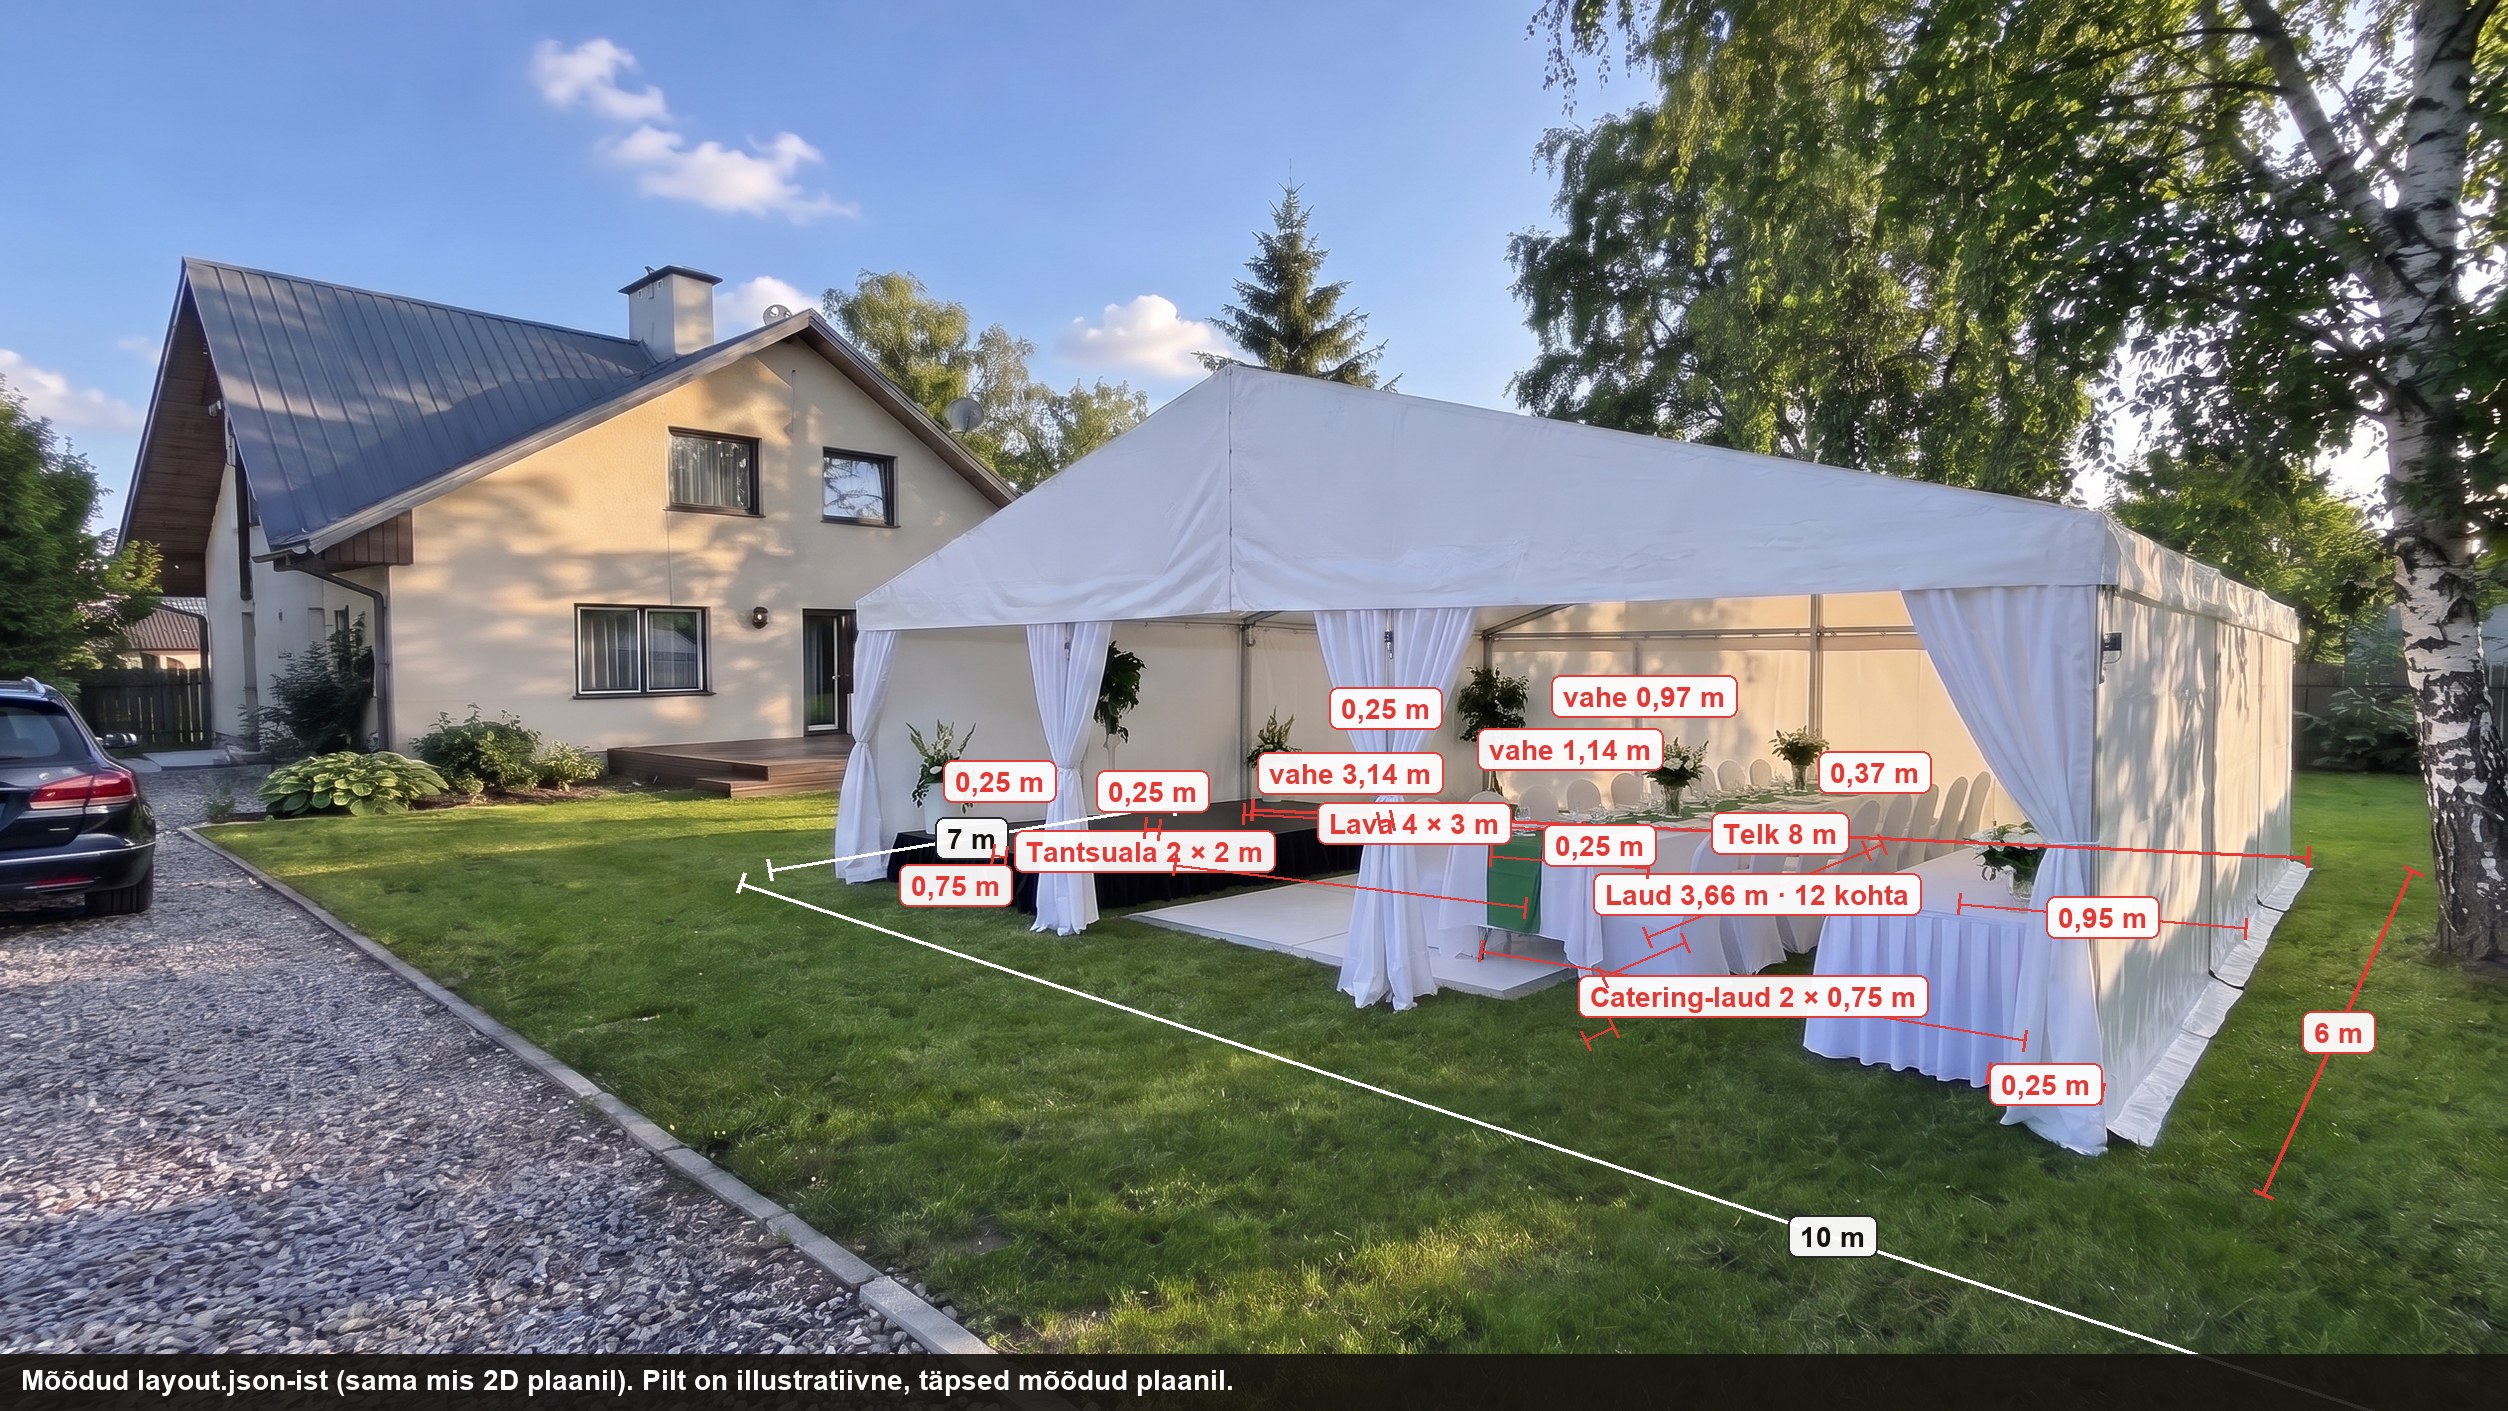 0,25 m
vahe 0,97 m
vahe 1,14 m
vahe 3,14 m
0,37 m
0,25 m
0,25 m
Lava 4 × 3 m
Telk 8 m
7 m
Tantsuala 2 × 2 m
0,25 m
0,75 m
Laud 3,66 m · 12 kohta
0,95 m
Catering-laud 2 × 0,75 m
6 m
0,25 m
10 m
Mõõdud layout.json-ist (sama mis 2D plaanil). Pilt on illustratiivne, täpsed mõõdud plaanil.